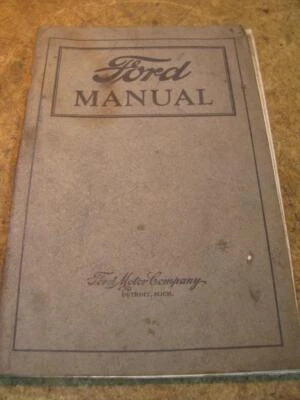 Ford
MANUAL
Ford Motor Company
DETROIT, MICH.